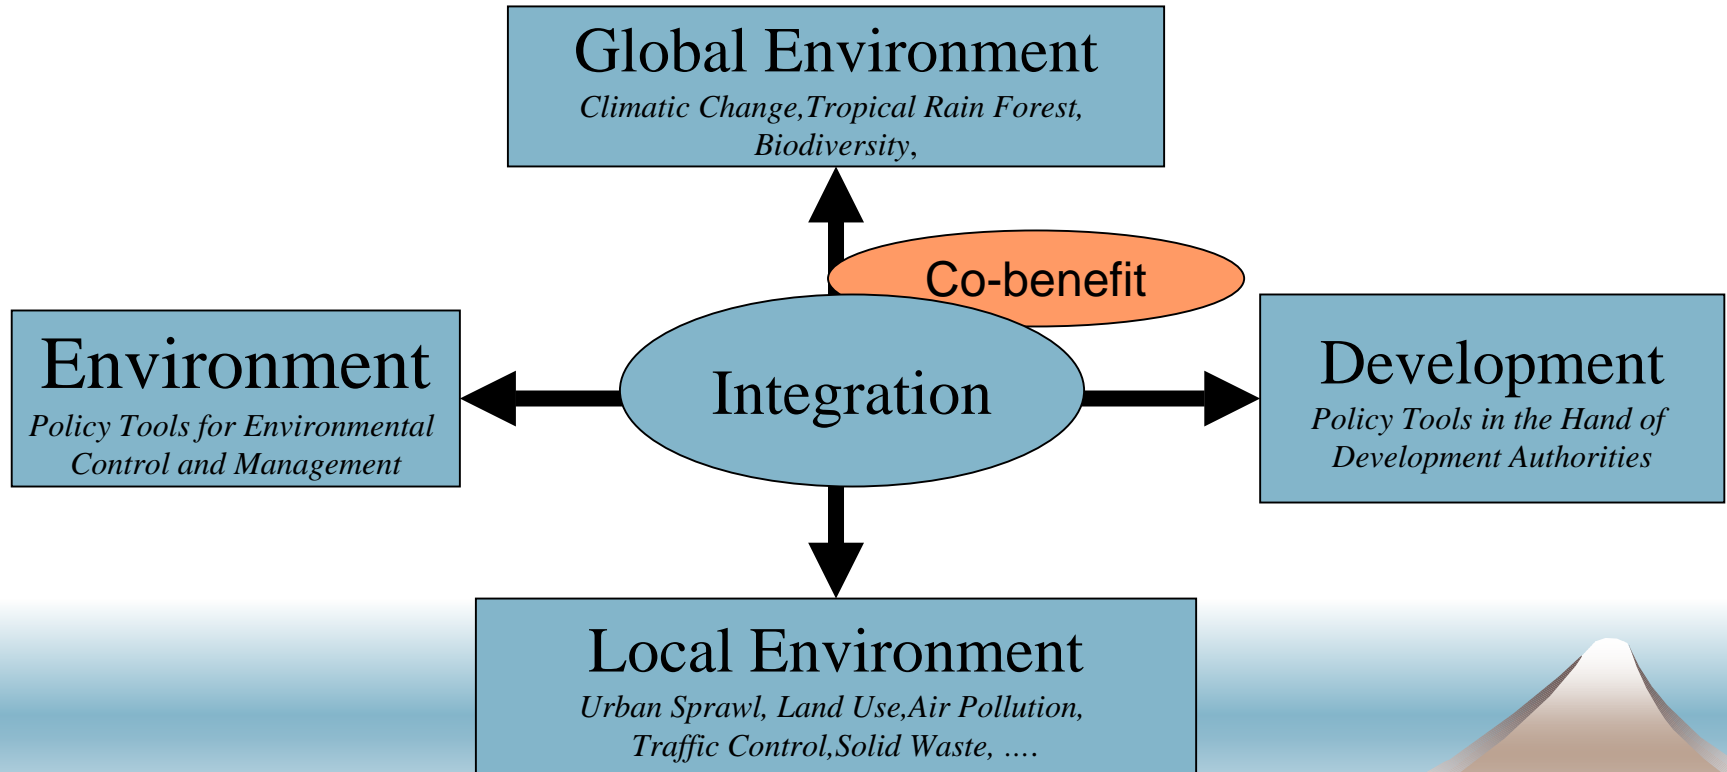 Global Environment
Climatic Change,Tropical Rain Forest,
Biodiversity,
Co-benefit
Environment
Policy Tools for Environmental
Control and Management
Integration
Development
Policy Tools in the Hand of
Development Authorities
Local Environment
Urban Sprawl, Land Use,Air Pollution,
Traffic Control,Solid Waste, ….